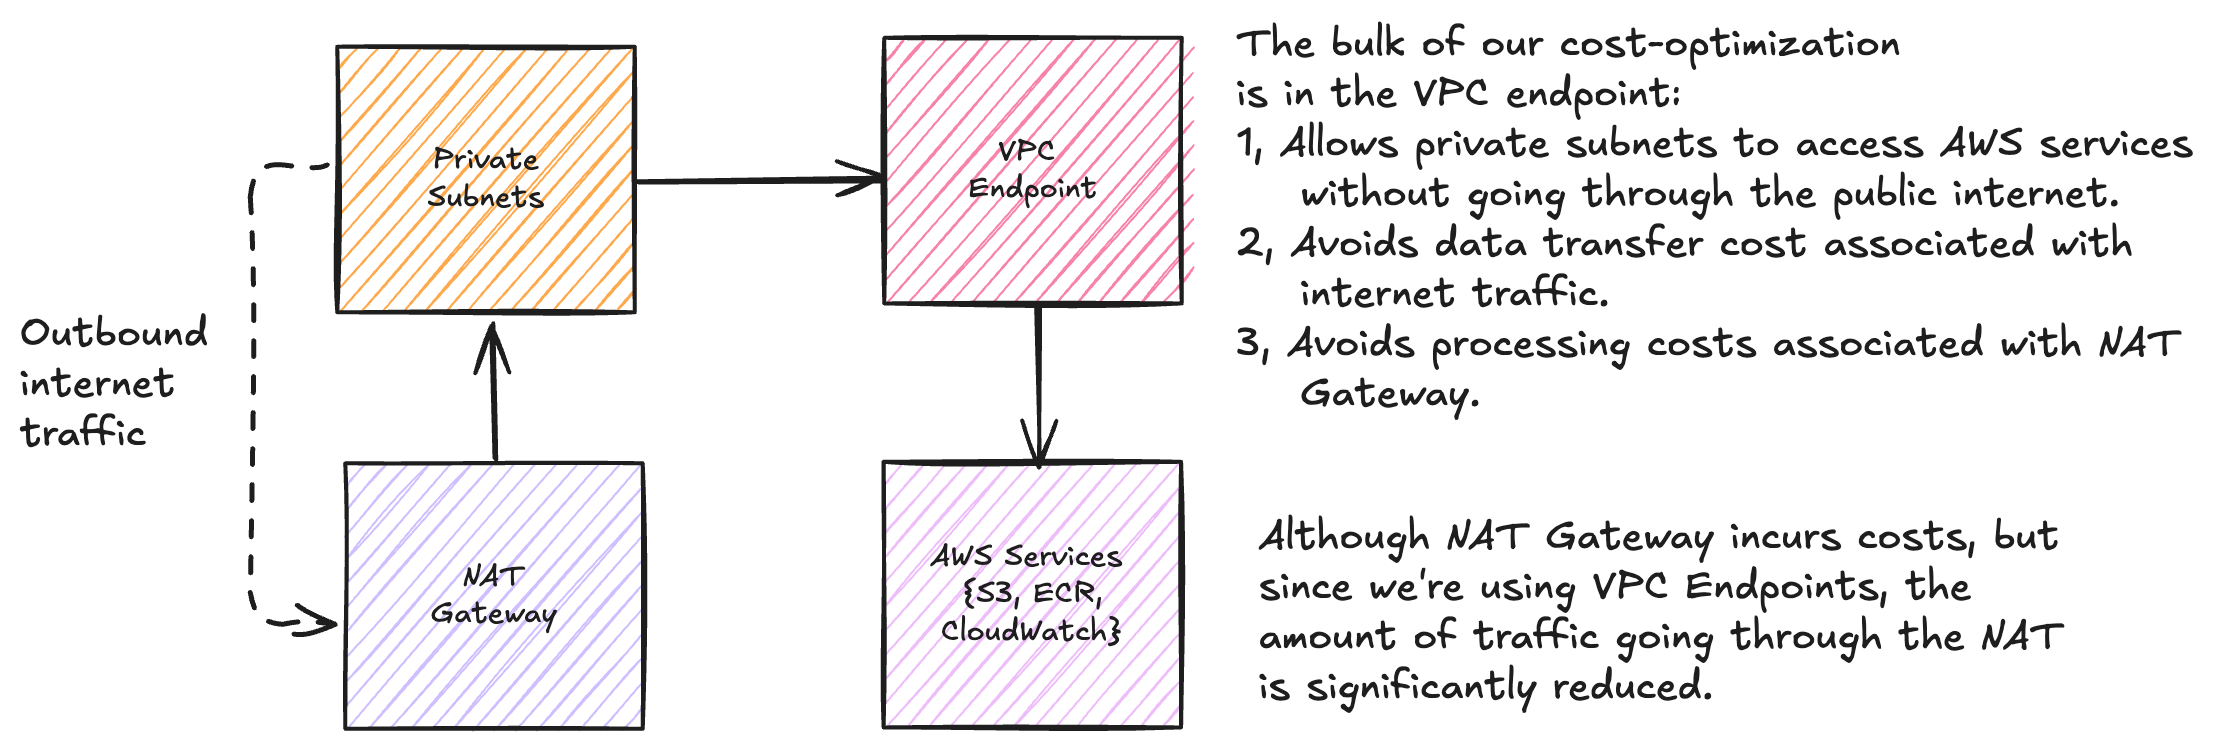 Private
Subnets
VPC
Endpoint
Outbound
internet
traffic
NAT
Gateway
AWS Services
{S3, ECR,
CloudWatch}
The bulk of our cost-optimization
is in the VPC endpoint:
1, Allows private subnets to access AWS services
without going through the public internet.
2, Avoids data transfer cost associated with
internet traffic.
3, Avoids processing costs associated with NAT
Gateway.
Although NAT Gateway incurs costs, but
since we're using VPC Endpoints, the
amount of traffic going through the NAT
is significantly reduced.